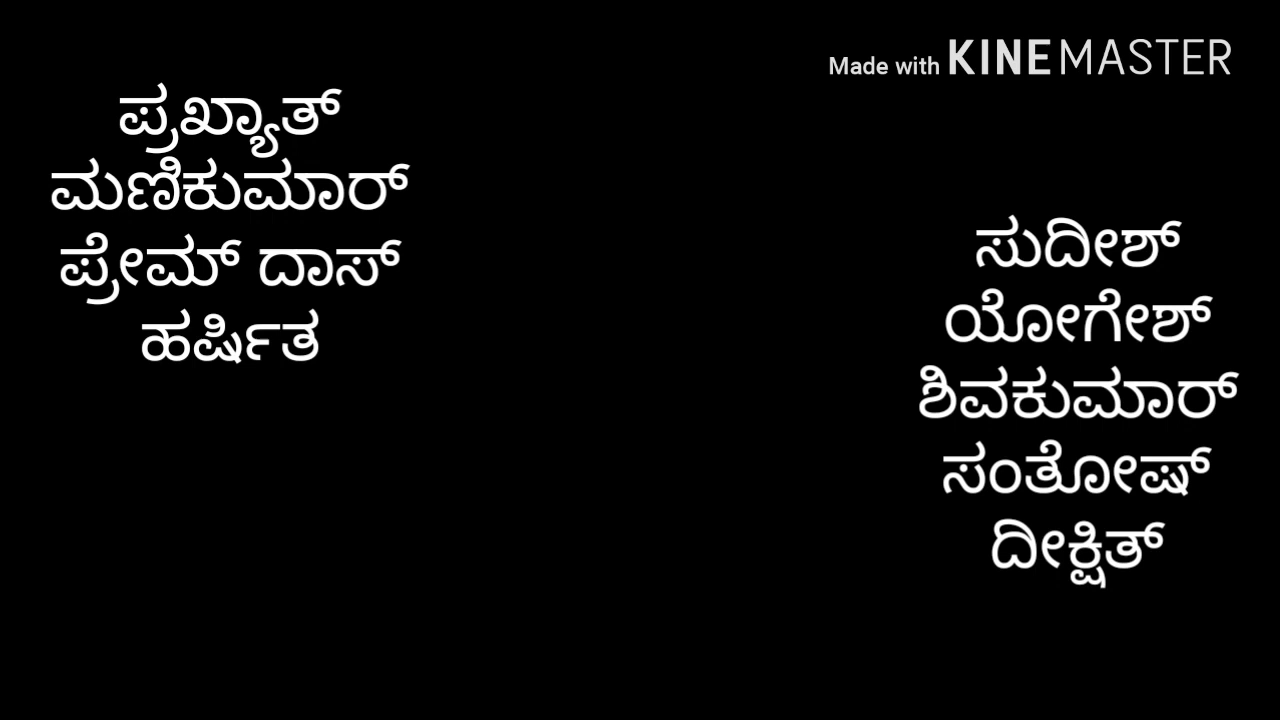 Made with KINEMASTER
ಪ್ರಖ್ಯಾತ್
ಮಣಿಕುಮಾರ್
ಪ್ರೇಮ್ ದಾಸ್
ಹರ್ಷಿತ
ಸುದೀಶ್
ಯೋಗೇಶ್
ಶಿವಕುಮಾರ್
ಸಂತೋಷ್
ದೀಕ್ಷಿತ್